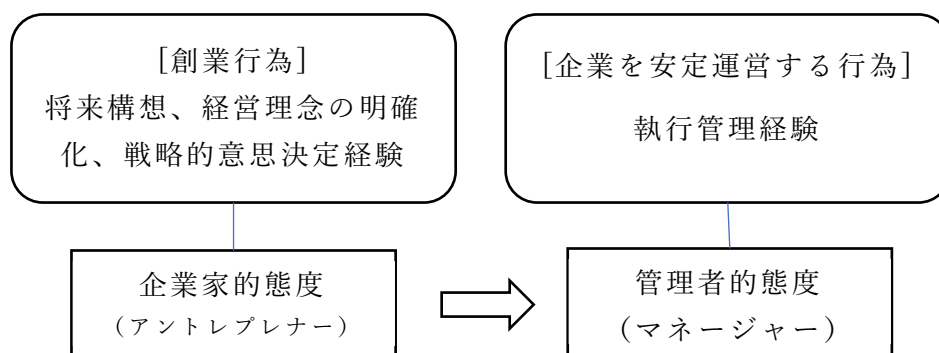 [創業行為]
将来構想、経営理念の明確
化、戦略的意思決定経験
[企業を安定運営する行為]
執行管理経験
企業家的態度
(アントレプレナー)
管理者的態度
(マネージャー)